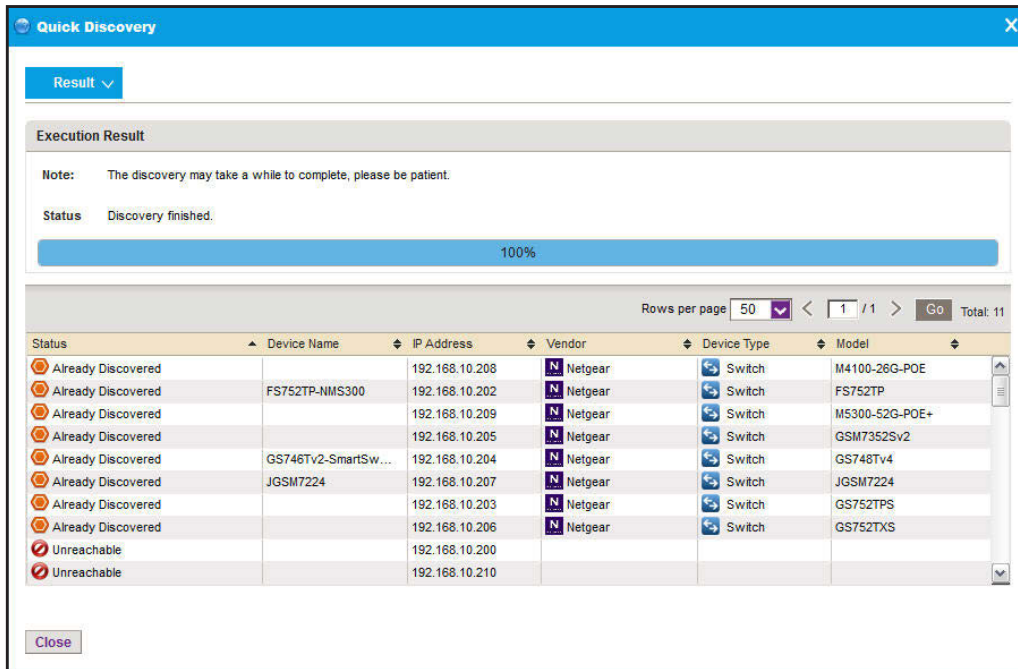 Quick Discovery X
Result
Execution Result
Note: The discovery may take a while to complete, please be patient.
Status Discovery finished.
100%
Rows per page 50 < 1 / 1 > Go Total: 11
Status Device Name IP Address Vendor Device Type Model
Already Discovered 192.168.10.208 N Netgear Switch M4100-26G-POE
Already Discovered FS752TP-NMS300 192.168.10.202 N Netgear Switch FS752TP
Already Discovered 192.168.10.209 N Netgear Switch M5300-52G-POE+
Already Discovered 192.168.10.205 N Netgear Switch GSM7352Sv2
Already Discovered GS746Tv2-SmartSw... 192.168.10.204 N Netgear Switch GS748Tv4
Already Discovered JGSM7224 192.168.10.207 N Netgear Switch JGSM7224
Already Discovered 192.168.10.203 N Netgear Switch GS752TPS
Already Discovered 192.168.10.206 N Netgear Switch GS752TXS
Unreachable 192.168.10.200
Unreachable 192.168.10.210
Close